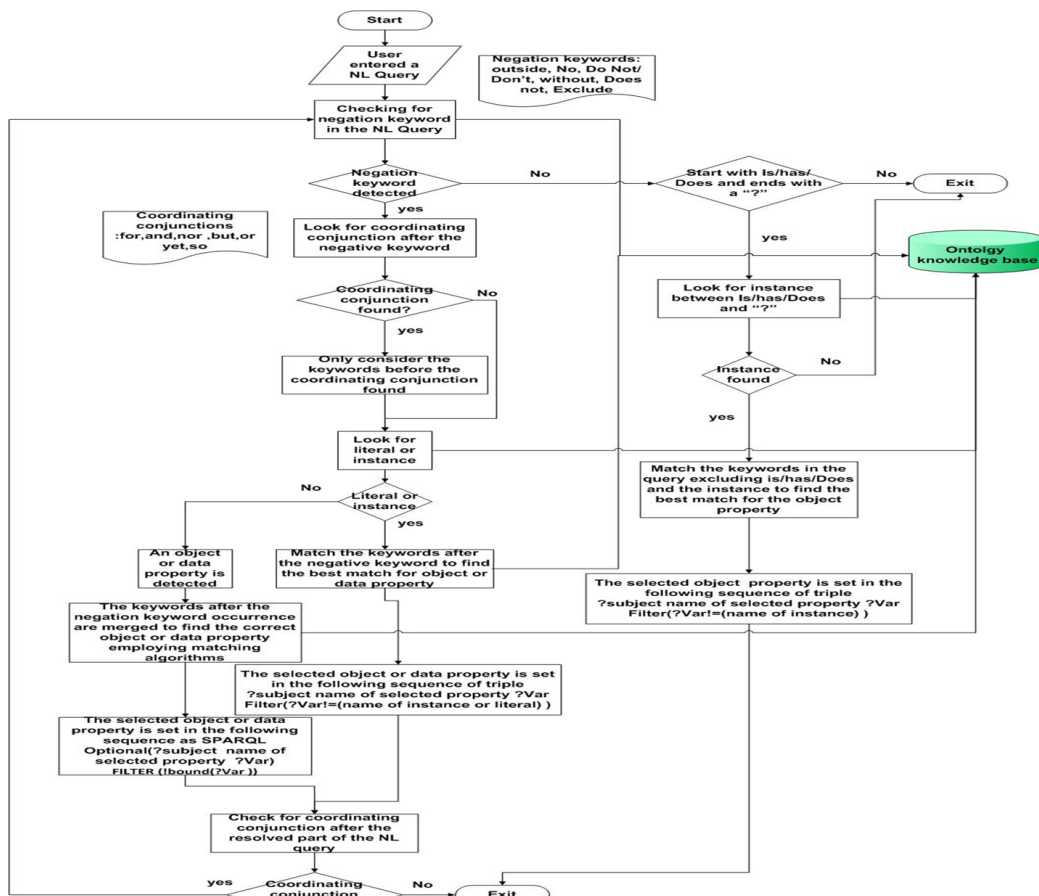 Start
User
entered a
NL Query
Negation keywords:
outside, No, Do Not/
Don't, without, Does
not, Exclude
Checking for
negation keyword
in the NL Query
Negation
keyword
detected
No
Start with Is/has/
Does and ends with
a "?"
No
Exit
yes
Coordinating
conjunctions
:for,and,nor ,but,or
yet,so
Look for coordinating
conjunction after the
negative keyword
yes
Ontolgy
knowledge base
Coordinating
conjunction
found?
No
Look for instance
between Is/has/Does
and "?"
yes
Only consider the
keywords before the
coordinating conjunction
found
Instance
found
No
yes
Look for
literal or
instance
Match the keywords in the
query excluding is/has/Does
and the instance to find the
best match for the object
property
No
Literal or
instance
yes
An object
or data
property is
detected
Match the keywords after
the negative keyword to find
the best match for object or
data property
The selected object  property is set in the
following sequence of triple
?subject name of selected property ?Var
Filter(?Var!=(name of instance) )
The keywords after the
negation keyword occurrence
are merged to find the correct
object or data property
employing matching
algorithms
The selected object or data property is set
in the following sequence of triple
?subject name of selected property ?Var
Filter(?Var!=(name of instance or literal) )
The selected object or data
property is set in the following
sequence as SPARQL
Optional(?subject  name of
selected property  ?Var)
FILTER (!bound(?Var ))
Check for coordinating
conjunction after the
resolved part of the NL
query
yes
Coordinating
conjunction
No
Exit